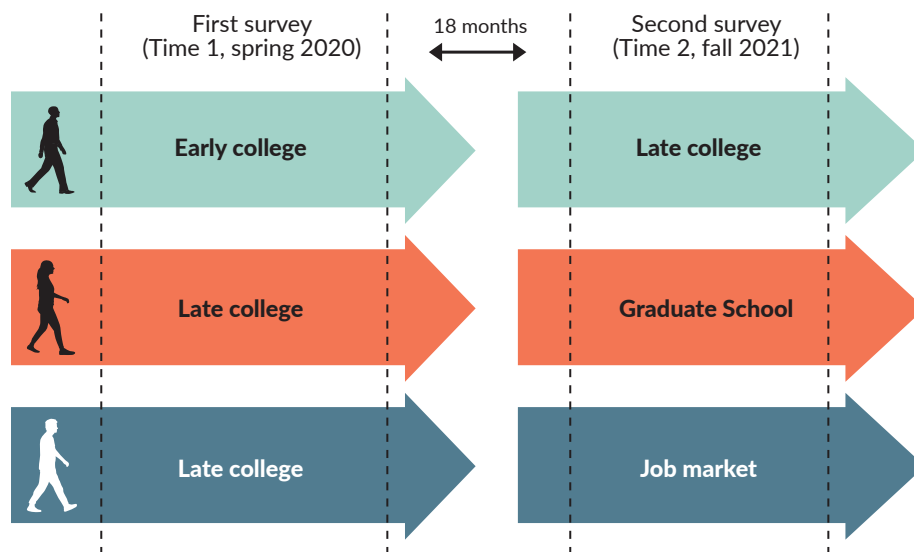 First survey
(Time 1, spring 2020)
18 months
Second survey
(Time 2, fall 2021)
Early college
Late college
Late college
Graduate School
Late college
Job market